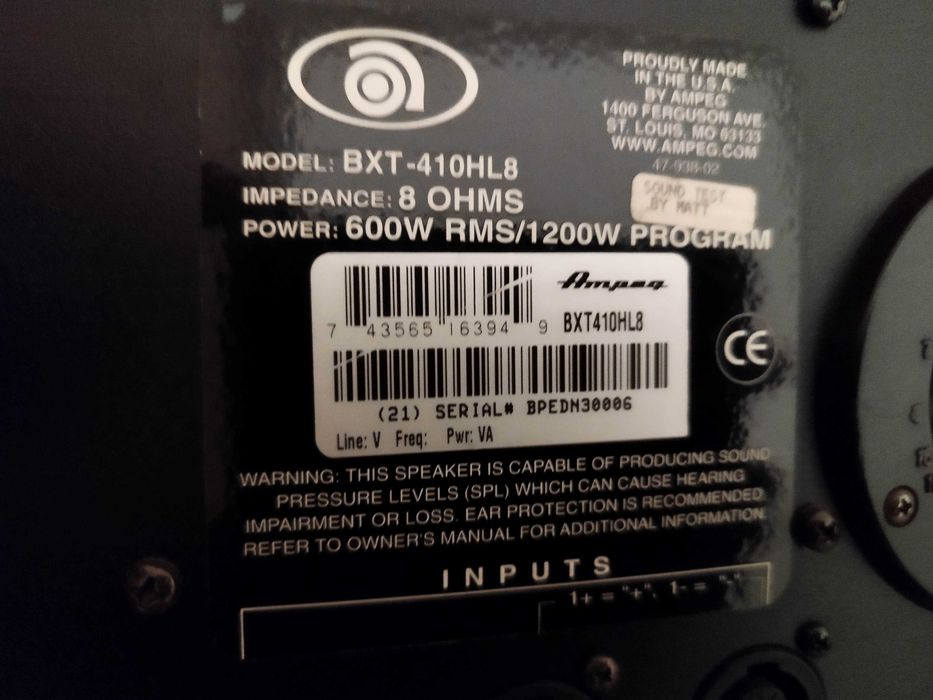 PROUDLY MADE
IN THE U.S.A.
BY AMPEG
1400 FERGUSON AVE.
ST. LOUIS, MO 63133
WWW.AMPEG.COM
47-938-02
MODEL: BXT-410HL8
IMPEDANCE: 8 OHMS
POWER: 600W RMS/1200W PROGRAM
SOUND TEST
BY MATT
Ampeg
BXT410HL8
7 43565 16394 9
CE
(21) SERIAL# BPEDN30006
Line: V Freq: Pwr: VA
WARNING: THIS SPEAKER IS CAPABLE OF PRODUCING SOUND
PRESSURE LEVELS (SPL) WHICH CAN CAUSE HEARING
IMPAIRMENT OR LOSS. EAR PROTECTION IS RECOMMENDED
REFER TO OWNER'S MANUAL FOR ADDITIONAL INFORMATION.
INPUTS
1+ = "+", 1- = "-"